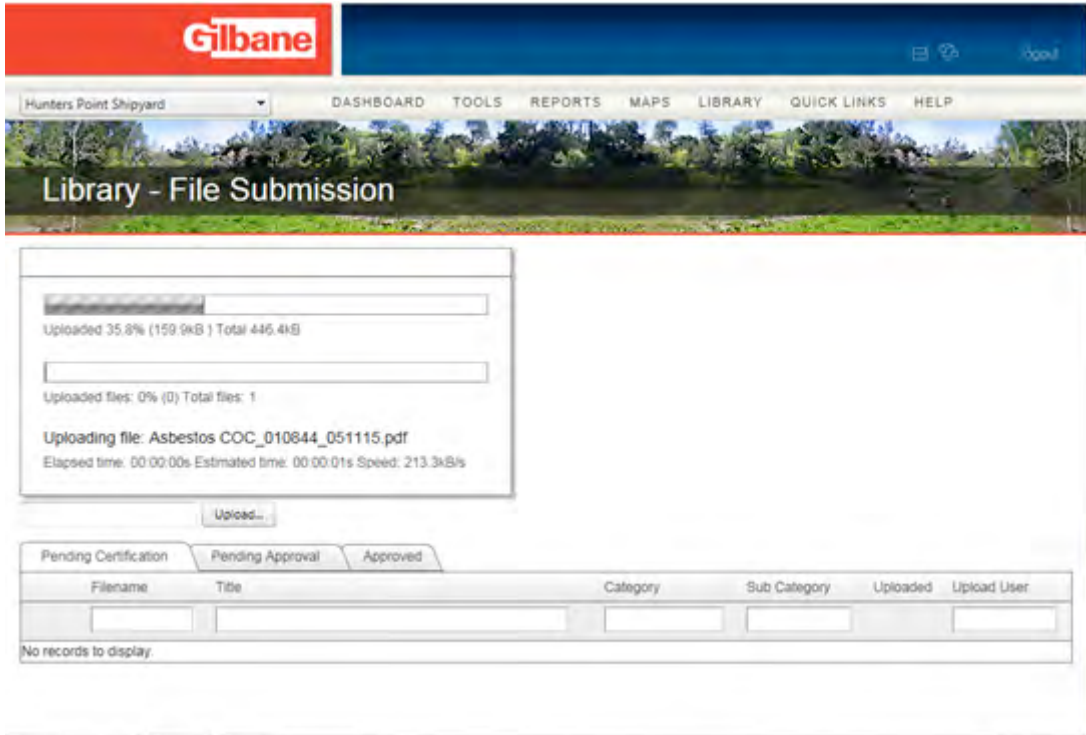 Gilbane
logout
Hunters Point Shipyard DASHBOARD TOOLS REPORTS MAPS LIBRARY QUICK LINKS HELP
Library - File Submission
Uploaded 35.8% (159.9kB ) Total 446.4kB
Uploaded files: 0% (0) Total files: 1
Uploading file: Asbestos COC_010844_051115.pdf
Elapsed time: 00:00:00s Estimated time: 00:00:01s Speed: 213.3kB/s
Upload...
Pending Certification Pending Approval Approved
Filename Title Category Sub Category Uploaded Upload User
No records to display.